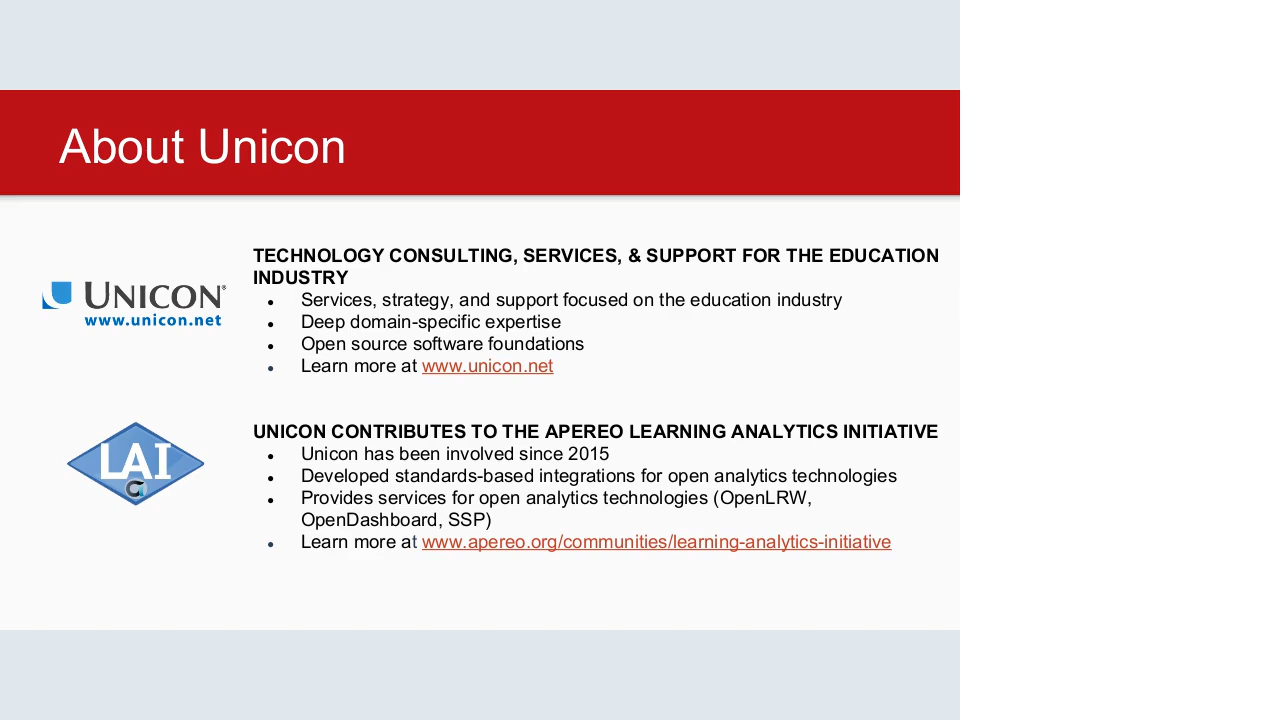 About Unicon
TECHNOLOGY CONSULTING, SERVICES, & SUPPORT FOR THE EDUCATION
INDUSTRY
● Services, strategy, and support focused on the education industry
● Deep domain-specific expertise
● Open source software foundations
● Learn more at www.unicon.net
UNICON®
www.unicon.net
UNICON CONTRIBUTES TO THE APEREO LEARNING ANALYTICS INITIATIVE
● Unicon has been involved since 2015
● Developed standards-based integrations for open analytics technologies
● Provides services for open analytics technologies (OpenLRW,
OpenDashboard, SSP)
● Learn more at www.apereo.org/communities/learning-analytics-initiative
LAI